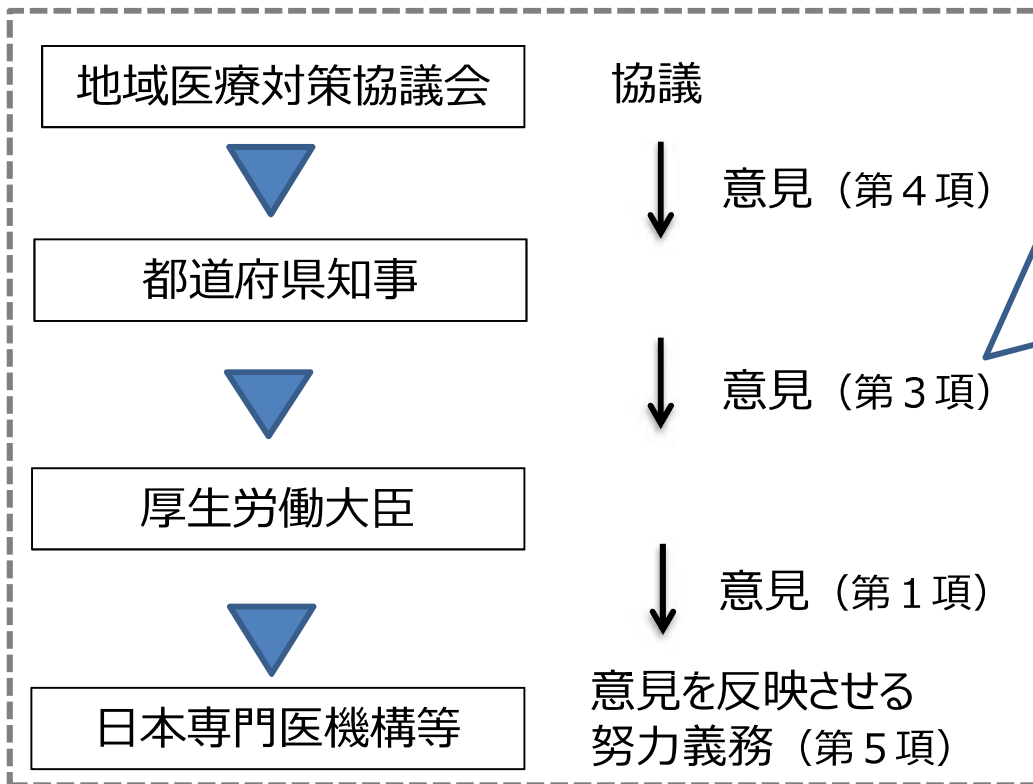 地域医療対策協議会
協議
意見（第４項）
都道府県知事
意見（第３項）
厚生労働大臣
意見（第１項）
日本専門医機構等
意見を反映させる
努力義務（第５項）